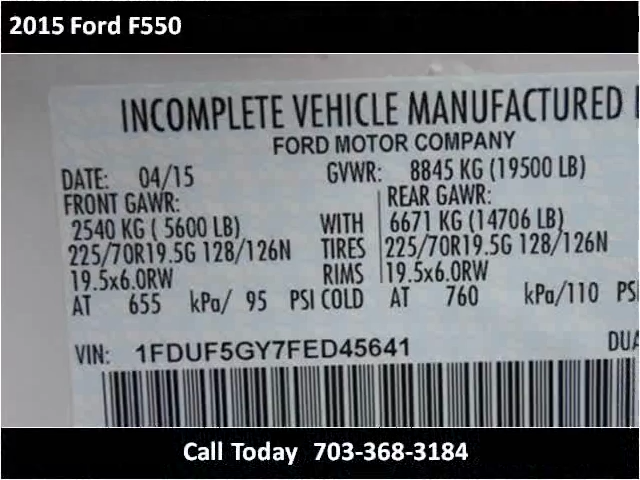 2015 Ford F550
INCOMPLETE VEHICLE MANUFACTURED
FORD MOTOR COMPANY
DATE: 04/15 GVWR: 8845 KG (19500 LB)
FRONT GAWR: REAR GAWR:
2540 KG ( 5600 LB) WITH 6671 KG (14706 LB)
225/70R19.5G 128/126N TIRES 225/70R19.5G 128/126N
19.5x6.0RW RIMS 19.5x6.0RW
AT 655 kPa/ 95 PSI COLD AT 760 kPa/110 PS
VIN: 1FDUF5GY7FED45641 DUA
Call Today 703-368-3184